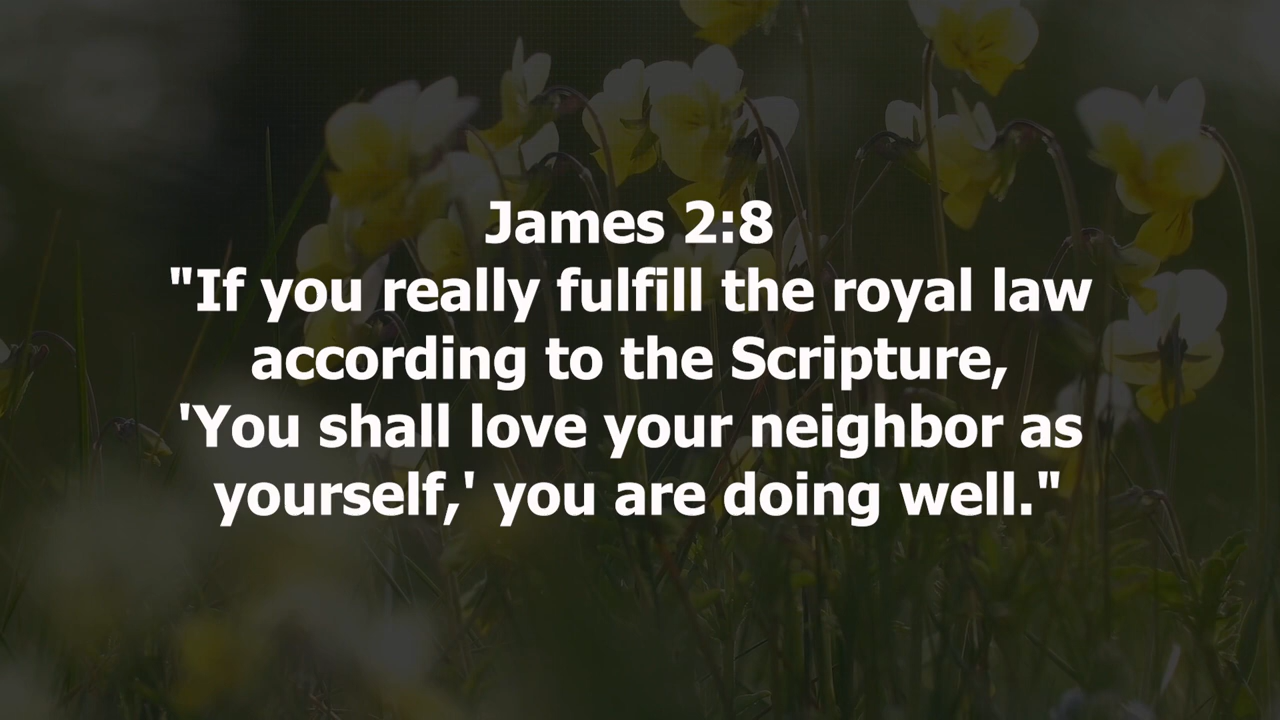 James 2:8
"If you really fulfill the royal law
according to the Scripture,
'You shall love your neighbor as
yourself,' you are doing well."